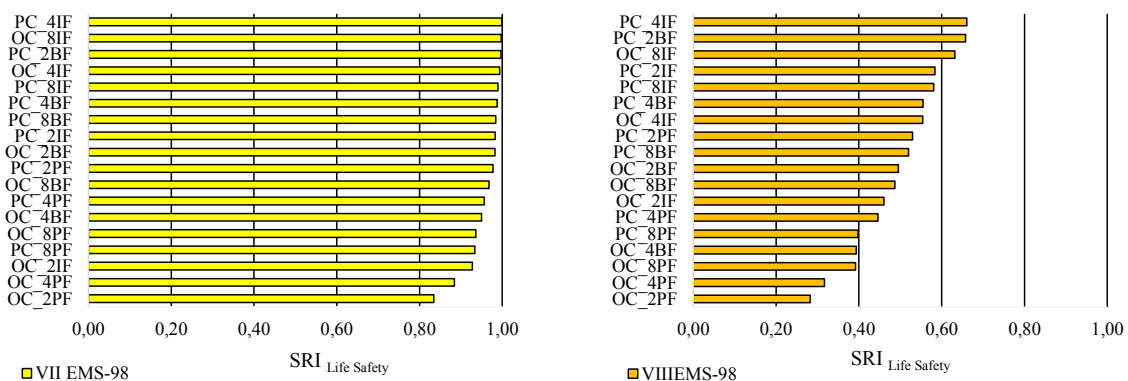 PC_4IF
OC_8IF
PC_2BF
OC_4IF
PC_8IF
PC_4BF
PC_8BF
PC_2IF
OC_2BF
PC_2PF
OC_8BF
PC_4PF
OC_4BF
OC_8PF
PC_8PF
OC_2IF
OC_4PF
OC_2PF
0,00 0,20 0,40 0,60 0,80 1,00
SRI Life Safety
VII EMS-98
PC_4IF
PC_2BF
OC_8IF
PC_2IF
PC_8IF
PC_4BF
OC_4IF
PC_2PF
PC_8BF
OC_2BF
OC_8BF
OC_2IF
PC_4PF
PC_8PF
OC_4BF
OC_8PF
OC_4PF
OC_2PF
0,00 0,20 0,40 0,60 0,80 1,00
SRI Life Safety
VIIIEMS-98